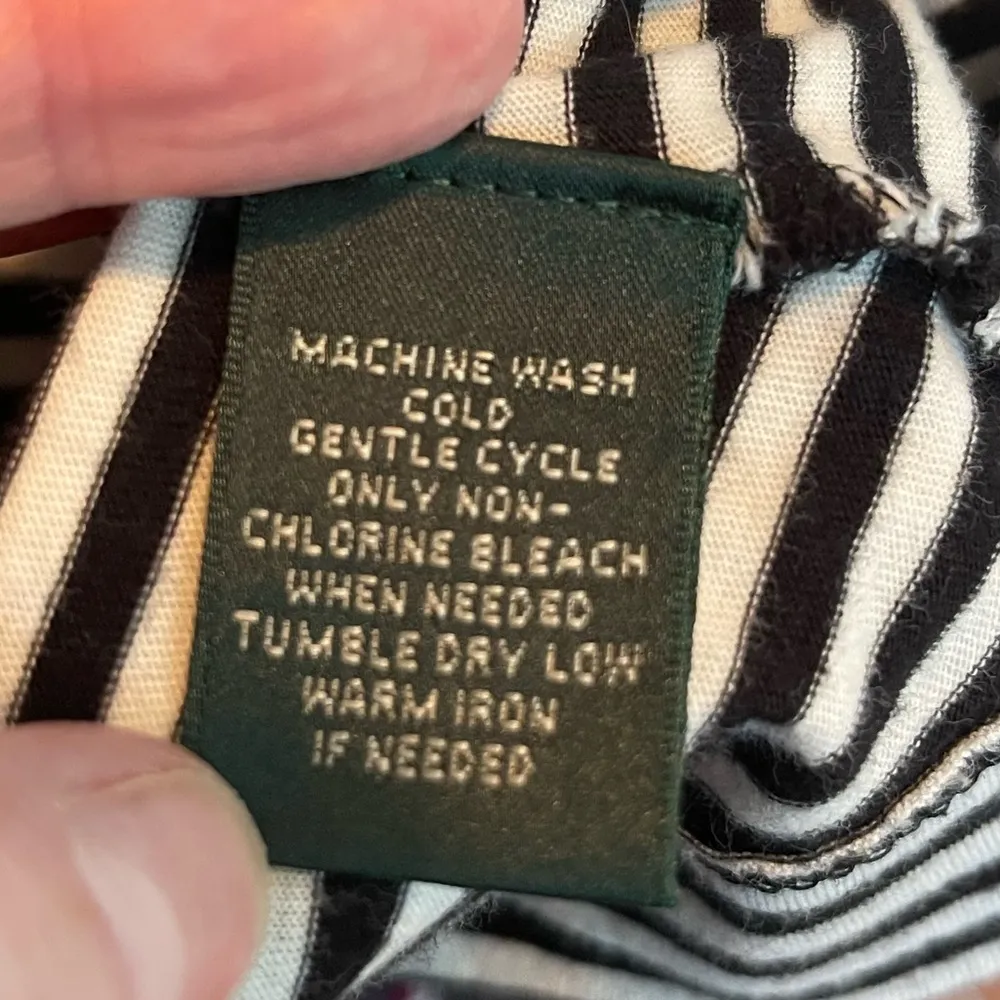 MACHINE WASH
COLD
GENTLE CYCLE
ONLY NON-
CHLORINE BLEACH
WHEN NEEDED
TUMBLE DRY LOW
WARM IRON
IF NEEDED